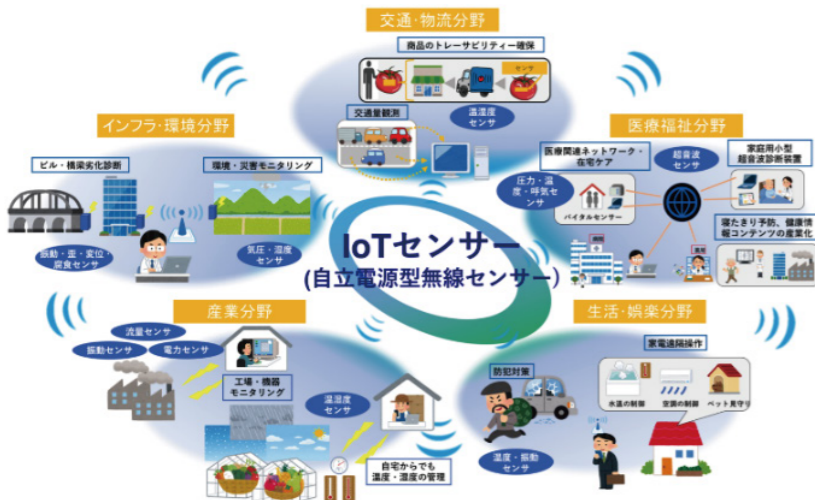 交通・物流分野
商品のトレーサビリティー確保
センサ
交通量観測
温湿度
センサ
インフラ・環境分野
ビル・橋梁劣化診断
環境・災害モニタリング
振動・歪・変位・
腐食センサ
気圧・湿度
センサ
医療福祉分野
医療関連ネットワーク・
在宅ケア
超音波
センサ
家庭用小型
超音波診断装置
圧力・温
度・呼気セ
ンサ
バイタルセンサー
寝たきり予防、健康情
報コンテンツの産業化
病院
薬局
IoTセンサー
(自立電源型無線センサー)
産業分野
流量センサ
振動センサ
電力センサ
工場・機器
モニタリング
温湿度
センサ
自宅からでも
温度・湿度の管理
生活・娯楽分野
家電遠隔操作
防犯対策
水温の制御
空調の制御
ペット見守り
温度・振動
センサ